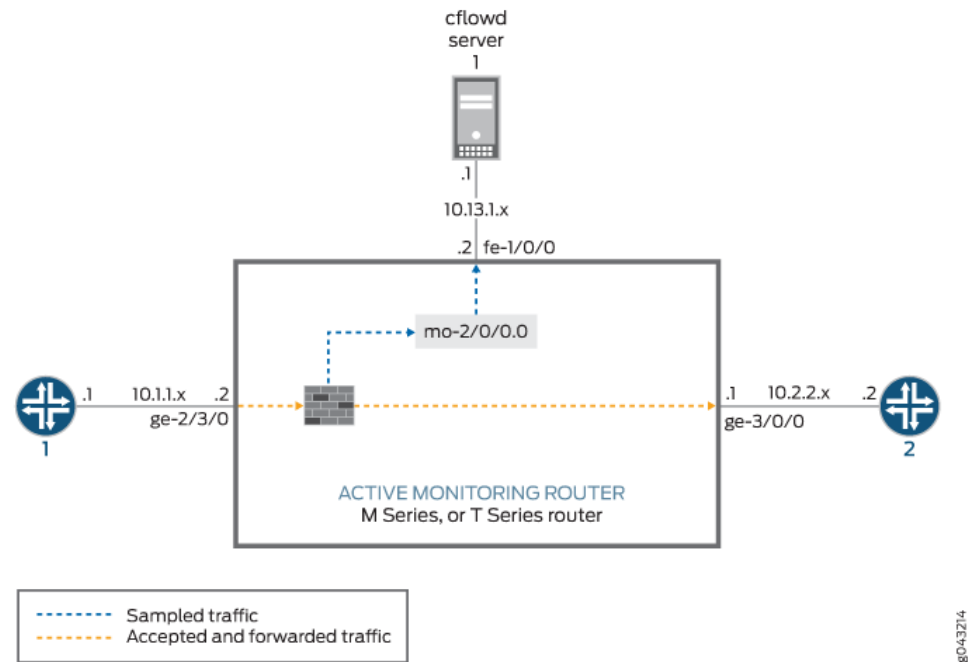 cflowd
server
1
.1
10.13.1.x
.2 fe-1/0/0
mo-2/0/0.0
.1 10.1.1.x .2
ge-2/3/0
1
.1 10.2.2.x .2
ge-3/0/0
2
ACTIVE MONITORING ROUTER
M Series, or T Series router
Sampled traffic
Accepted and forwarded traffic
g043214